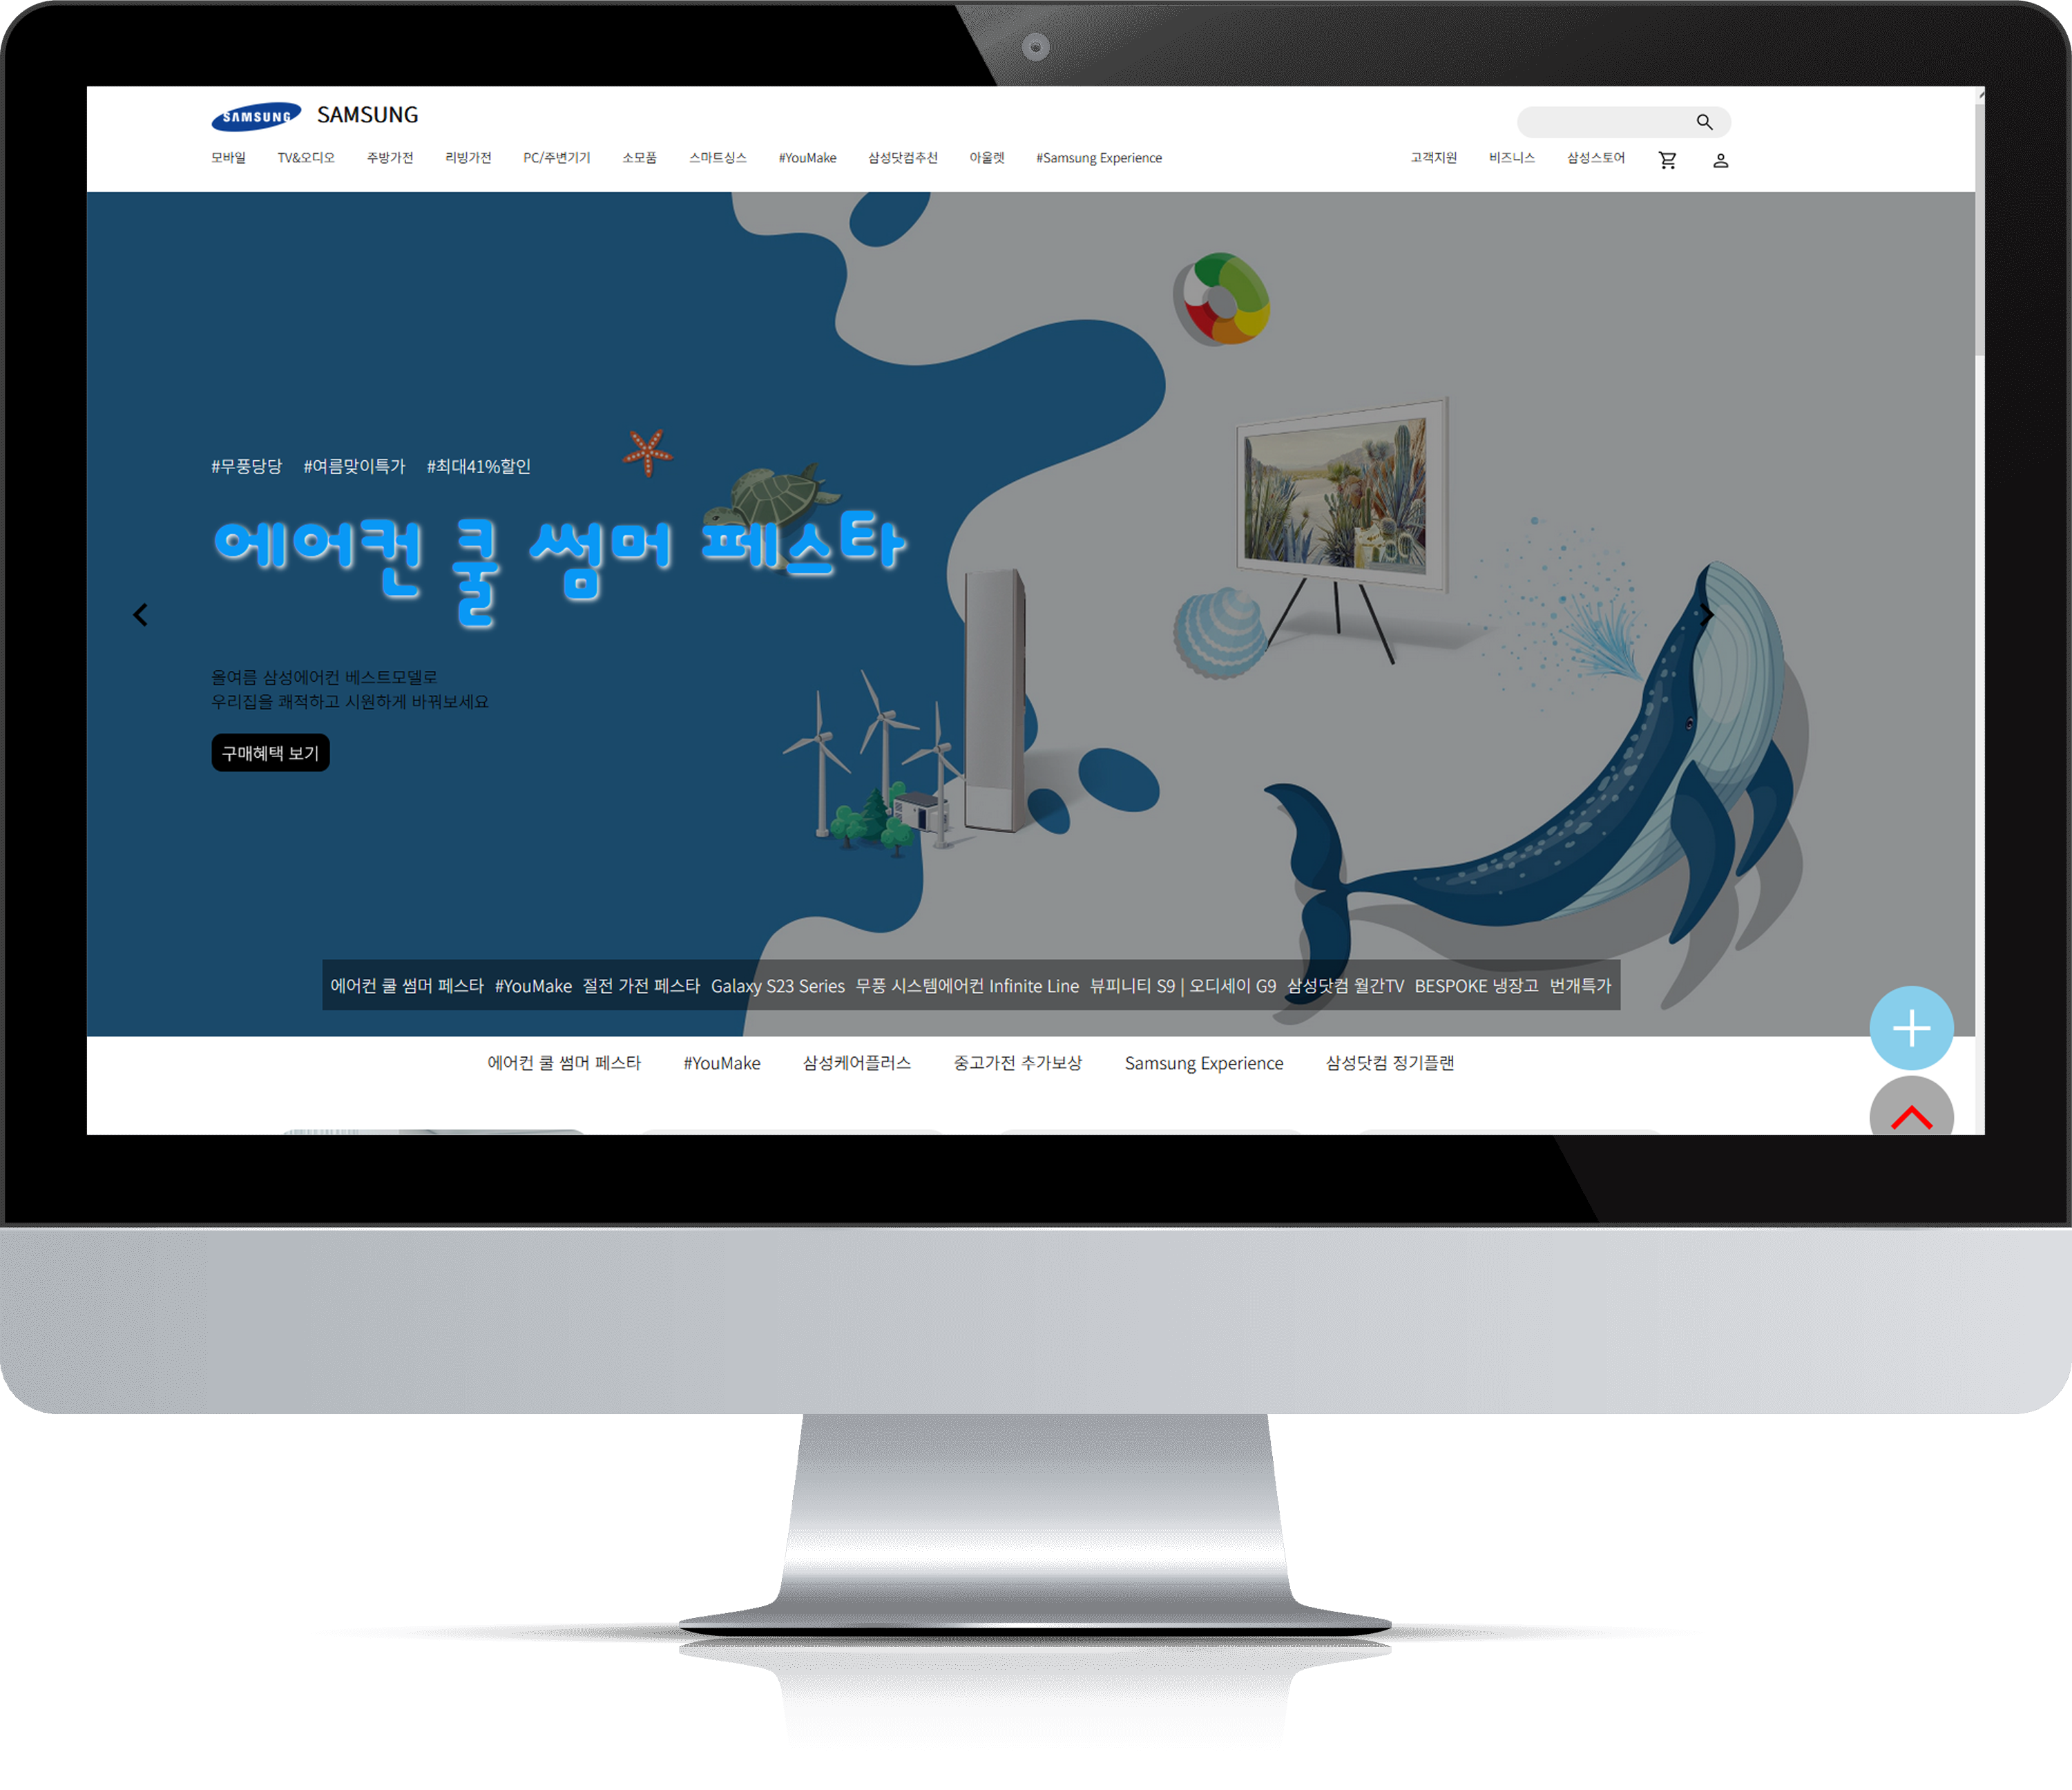 SAMSUNG SAMSUNG
모바일 TV&오디오 주방가전 리빙가전 PC/주변기기 소모품 스마트싱스 #YouMake 삼성닷컴추선 아울렛 #Samsung Experience 고객지원 비즈니스 삼성스토어
#무풍당당 #여름맞이특가 #최대41%할인
에어컨 쿨 썸머 페스타
올여름 삼성에어컨 베스트모델로
우리집을 쾌적하고 시원하게 바꿔보세요
구매혜택 보기
에어컨 쿨 썸머 페스타 #YouMake 절전 가전 페스타 Galaxy S23 Series 무풍 시스템에어컨 Infinite Line 뷰피니티 S9 | 오디세이 G9 삼성닷컴 월간TV BESPOKE 냉장고 번개특가
에어컨 쿨 썸머 페스타 #YouMake 삼성케어플러스 중고가전 추가보상 Samsung Experience 삼성닷컴 정기플랜